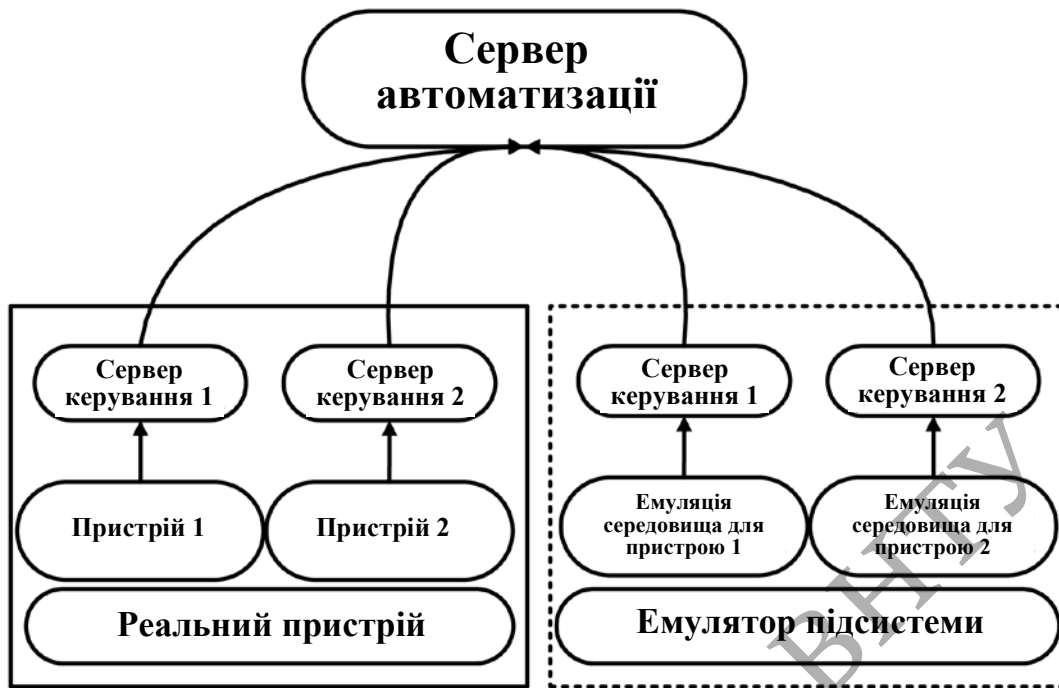 Сервер
автоматизації
Сервер
керування 1
Сервер
керування 2
Сервер
керування 1
Сервер
керування 2
Пристрій 1
Пристрій 2
Емуляція
середовища для
пристрою 1
Емуляція
середовища для
пристрою 2
Реальний пристрій
Емулятор підсистеми
ВНТУ